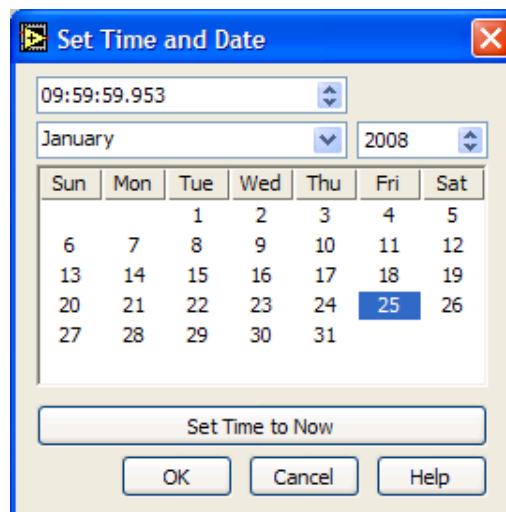 Set Time and Date
09:59:59.953
January 2008
Sun Mon Tue Wed Thu Fri Sat
1 2 3 4 5
6 7 8 9 10 11 12
13 14 15 16 17 18 19
20 21 22 23 24 25 26
27 28 29 30 31
Set Time to Now
OK Cancel Help